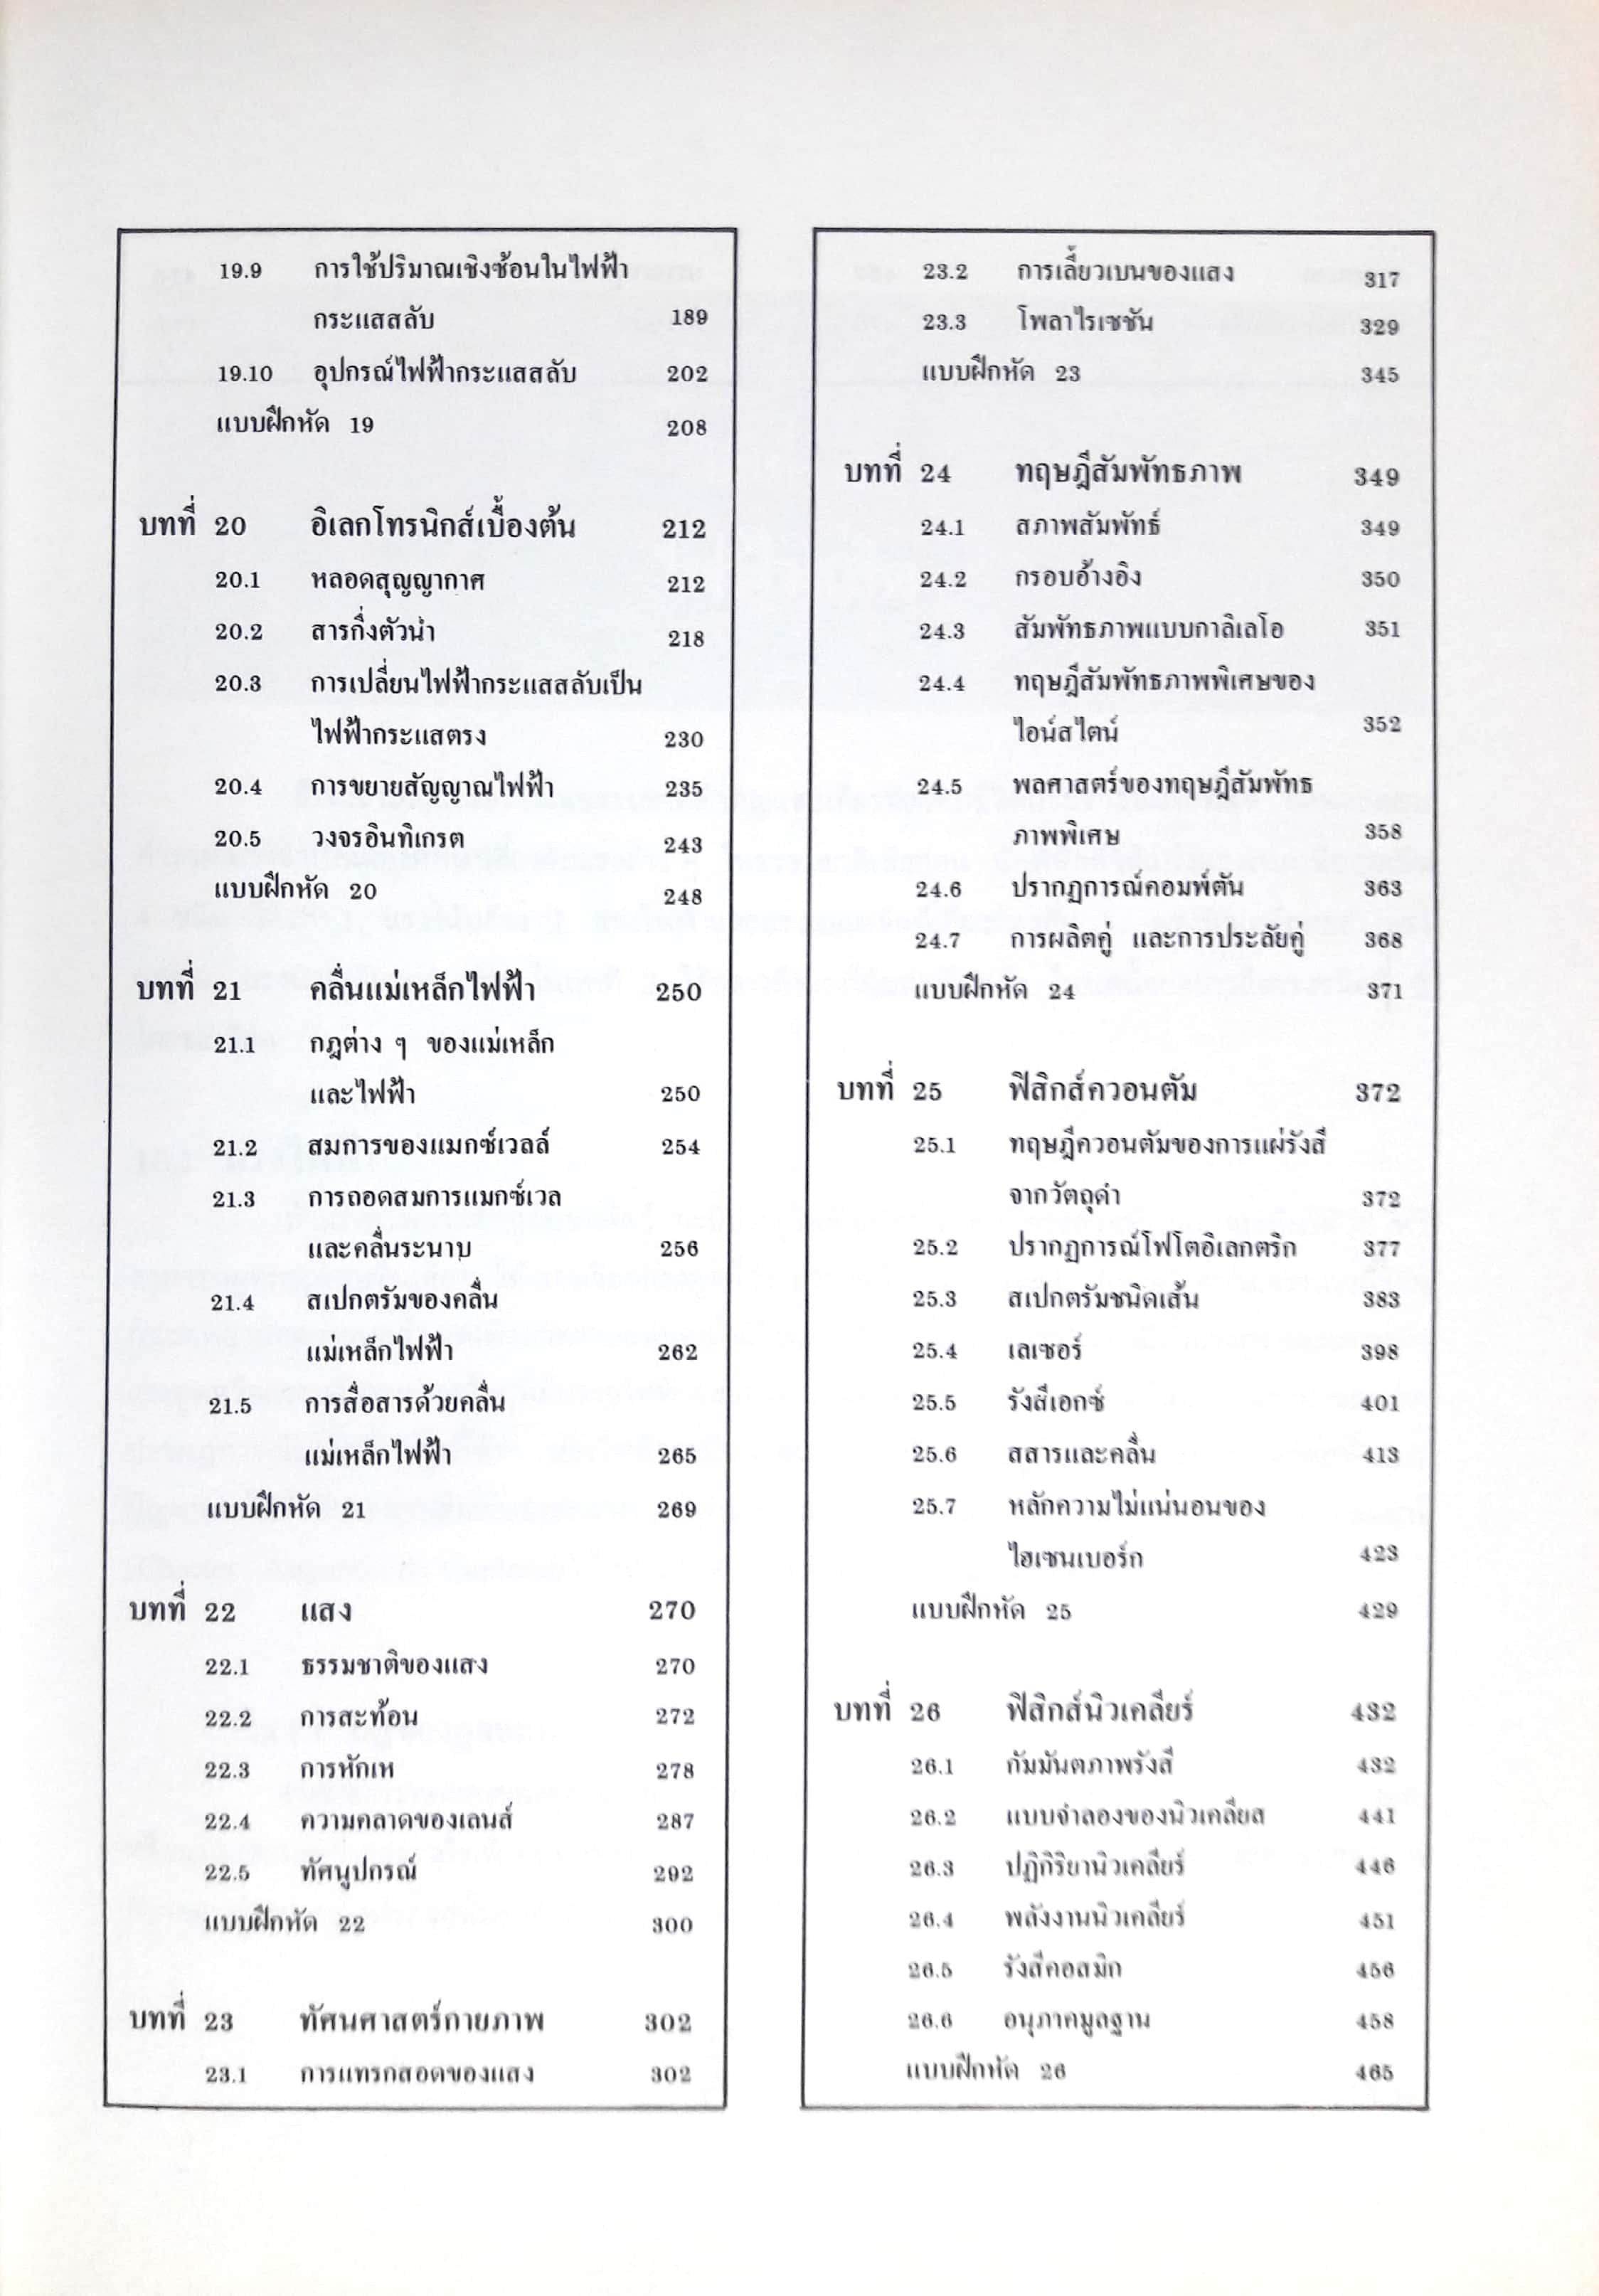 19.9 การใช้ปริมาณเชิงซ้อนในไฟฟ้า
กระแสสลับ 189
19.10 อุปกรณ์ไฟฟ้ากระแสสลับ 202
แบบฝึกหัด 19 208
บทที่ 20 อิเลกโทรนิกส์เบื้องต้น 212
20.1 หลอดสุญญากาศ 212
20.2 สารกึ่งตัวนำ 218
20.3 การเปลี่ยนไฟฟ้ากระแสสลับเป็น
ไฟฟ้ากระแสตรง 230
20.4 การขยายสัญญาณไฟฟ้า 235
20.5 วงจรอินทิเกรต 243
แบบฝึกหัด 20 248
บทที่ 21 คลื่นแม่เหล็กไฟฟ้า 250
21.1 กฎต่าง ๆ ของแม่เหล็ก
และไฟฟ้า 250
21.2 สมการของแมกซ์เวลล์ 254
21.3 การถอดสมการแมกซ์เวล
และคลื่นระนาบ 256
21.4 สเปกตรัมของคลื่น
แม่เหล็กไฟฟ้า 262
21.5 การสื่อสารด้วยคลื่น
แม่เหล็กไฟฟ้า 265
แบบฝึกหัด 21 269
บทที่ 22 แสง 270
22.1 ธรรมชาติของแสง 270
22.2 การสะท้อน 272
22.3 การหักเห 278
22.4 ความคลาดของเลนส์ 287
22.5 ทัศนูปกรณ์ 292
แบบฝึกหัด 22 300
บทที่ 23 ทัศนศาสตร์กายภาพ 302
23.1 การแทรกสอดของแสง 302
23.2 การเลี้ยวเบนของแสง 317
23.3 โพลาไรเซชัน 329
แบบฝึกหัด 23 345
บทที่ 24 ทฤษฎีสัมพัทธภาพ 349
24.1 สภาพสัมพัทธ์ 349
24.2 กรอบอ้างอิง 350
24.3 สัมพัทธภาพแบบกาลิเลโอ 351
24.4 ทฤษฎีสัมพัทธภาพพิเศษของ
ไอน์สไตน์ 352
24.5 พลศาสตร์ของทฤษฎีสัมพัทธ
ภาพพิเศษ 358
24.6 ปรากฏการณ์คอมพ์ตัน 363
24.7 การผลิตคู่ และการประลัยคู่ 368
แบบฝึกหัด 24 371
บทที่ 25 ฟิสิกส์ควอนตัม 372
25.1 ทฤษฎีควอนตัมของการแผ่รังสี
จากวัตถุดำ 372
25.2 ปรากฏการณ์โฟโตอิเลกตริก 377
25.3 สเปกตรัมชนิดเส้น 383
25.4 เลเซอร์ 398
25.5 รังสีเอกซ์ 401
25.6 สสารและคลื่น 413
25.7 หลักความไม่แน่นอนของ
ไฮเซนเบอร์ก 423
แบบฝึกหัด 25 429
บทที่ 26 ฟิสิกส์นิวเคลียร์ 432
26.1 กัมมันตภาพรังสี 432
26.2 แบบจำลองของนิวเคลียส 441
26.3 ปฏิกิริยานิวเคลียร์ 446
26.4 พลังงานนิวเคลียร์ 451
26.5 รังสีคอสมิก 456
26.6 อนุภาคมูลฐาน 458
แบบฝึกหัด 26 465